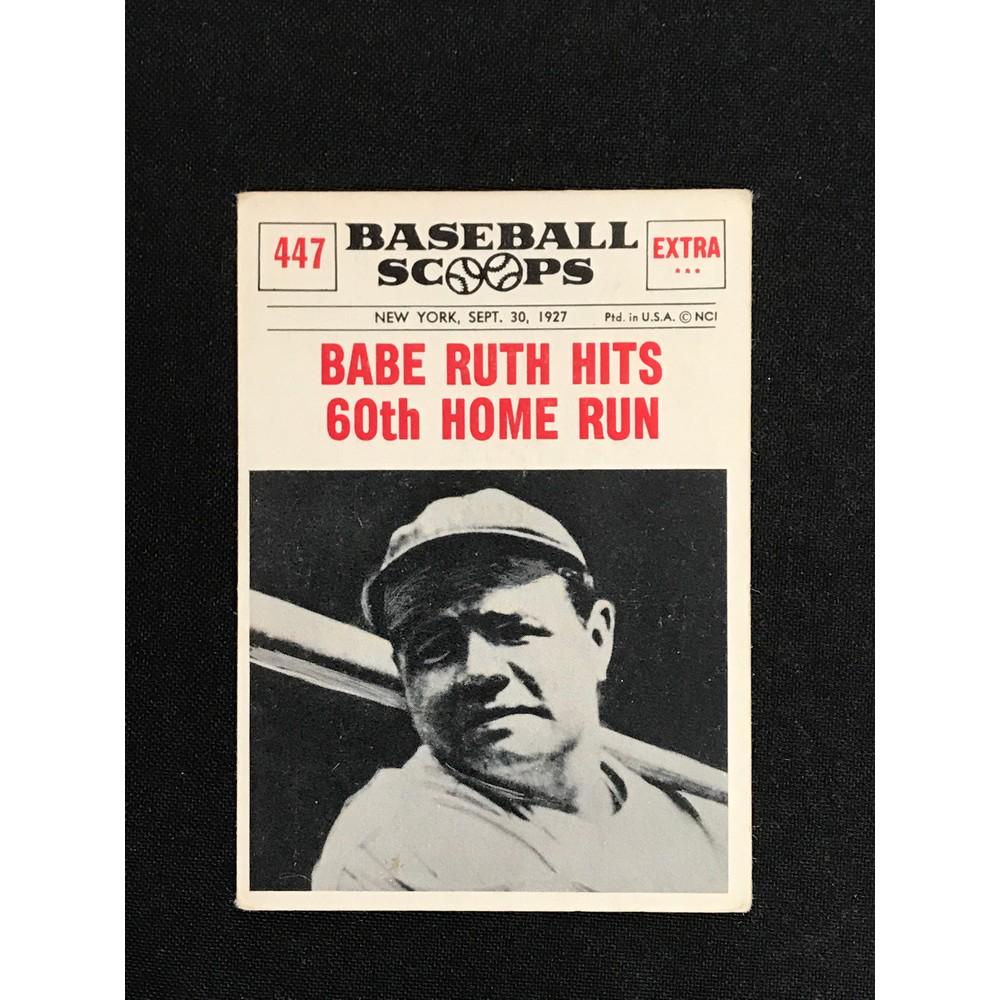 447
BASEBALL
SCOOPS
EXTRA
***
NEW YORK, SEPT. 30, 1927 Ptd. in U.S.A. © NCI
BABE RUTH HITS
60th HOME RUN